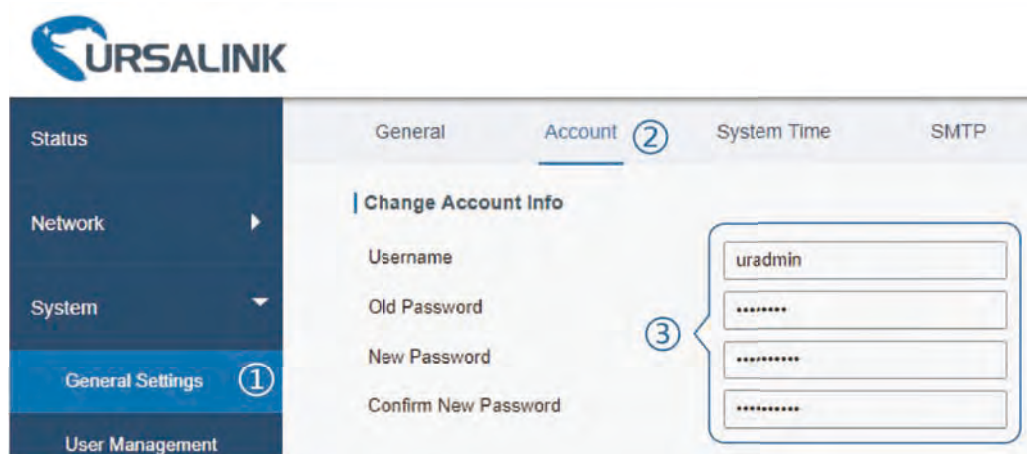 URSALINK
Status
General Account ② System Time SMTP
Change Account Info
Network
Username uradmin
Old Password ••••••••
System
③
New Password ••••••••••
General Settings ①
Confirm New Password ••••••••••
User Management